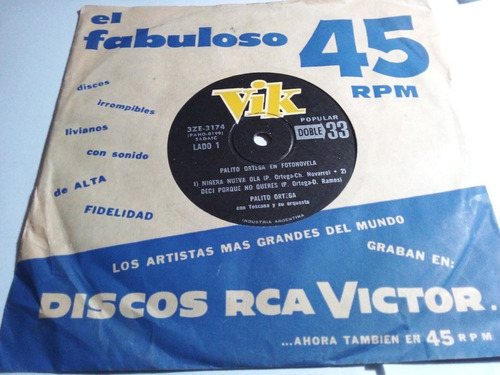 el
fabuloso
45
RPM
discos
irrompibles
livianos
con sonido
de ALTA
FIDELIDAD
Vik
3ZE-3174
SADAIC
LADO 1
POPULAR
DOBLE 33
PALITO ORTEGA EN FOTONOVELA
1) NIÑERA NUEVA OLA (P. Ortega-Ch. Novarro) • 2)
DECI PORQUE NO QUERES (P. Ortega-D. Ramos)
PALITO ORTEGA
con Toscano y su orquesta
INDUSTRIA ARGENTINA
LOS ARTISTAS MAS GRANDES DEL MUNDO
GRABAN EN:
DISCOS RCA VICTOR.
...AHORA TAMBIEN EN 45 RPM